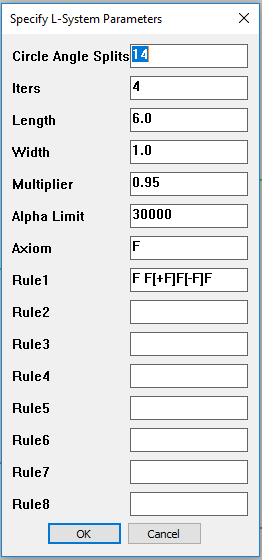 Specify L-System Parameters
Circle Angle Splits 14
Iters 4
Length 6.0
Width 1.0
Multiplier 0.95
Alpha Limit 30000
Axiom F
Rule1 F F[+F]F[-F]F
Rule2
Rule3
Rule4
Rule5
Rule6
Rule7
Rule8
OK Cancel